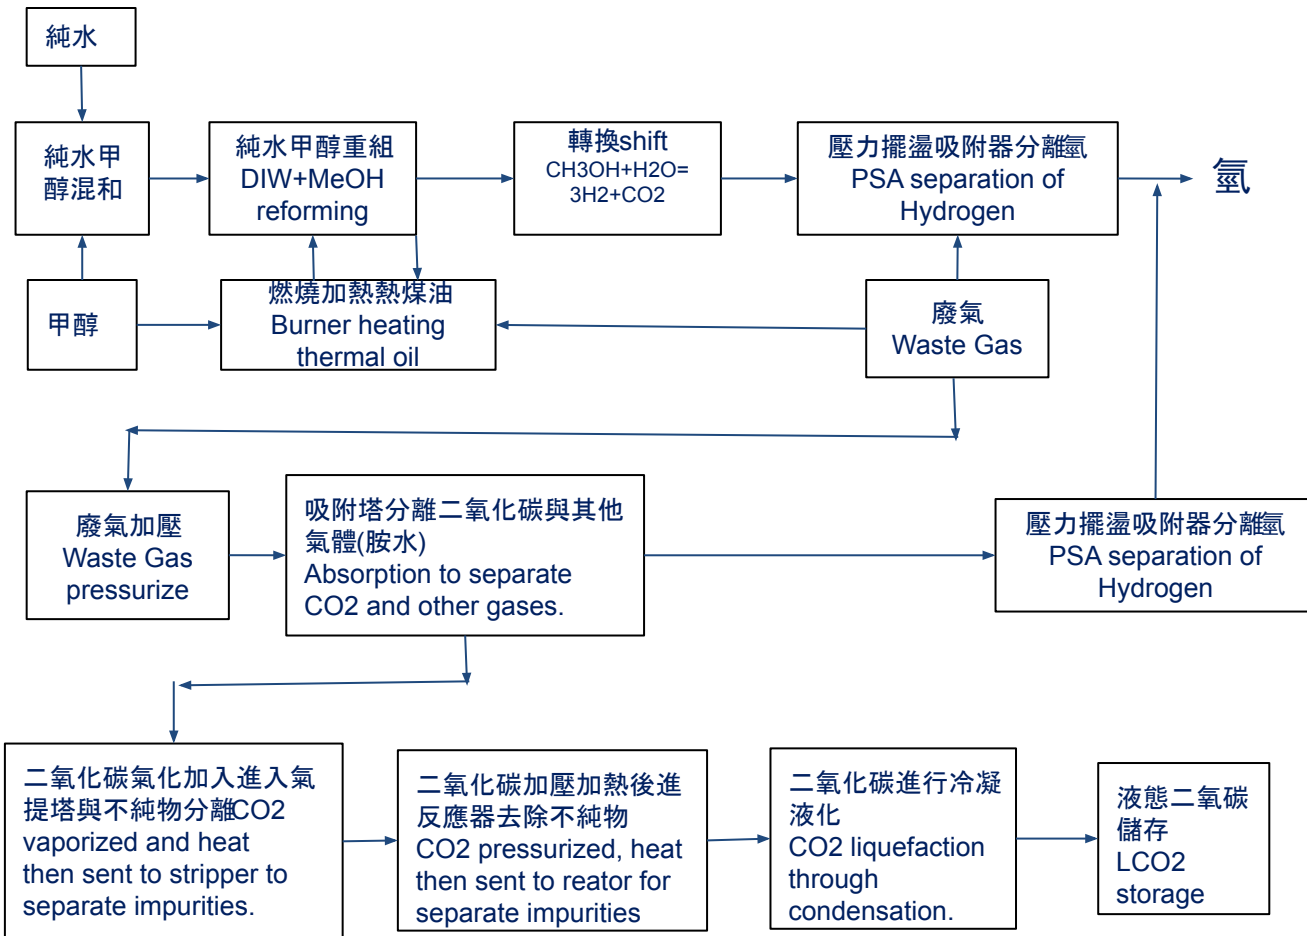 純水
純水甲
醇混和
純水甲醇重組
DIW+MeOH
reforming
轉換shift
CH3OH+H2O=
3H2+CO2
壓力擺盪吸附器分離氫
PSA separation of
Hydrogen
氫
甲醇
燃燒加熱熱煤油
Burner heating
thermal oil
廢氣
Waste Gas
廢氣加壓
Waste Gas
pressurize
吸附塔分離二氧化碳與其他
氣體(胺水)
Absorption to separate
CO2 and other gases.
壓力擺盪吸附器分離氫
PSA separation of
Hydrogen
二氧化碳氣化加入進入氣
提塔與不純物分離CO2
vaporized and heat
then sent to stripper to
separate impurities.
二氧化碳加壓加熱後進
反應器去除不純物
CO2 pressurized, heat
then sent to reator for
separate impurities
二氧化碳進行冷凝
液化
CO2 liquefaction
through
condensation.
液態二氧碳
儲存
LCO2
storage